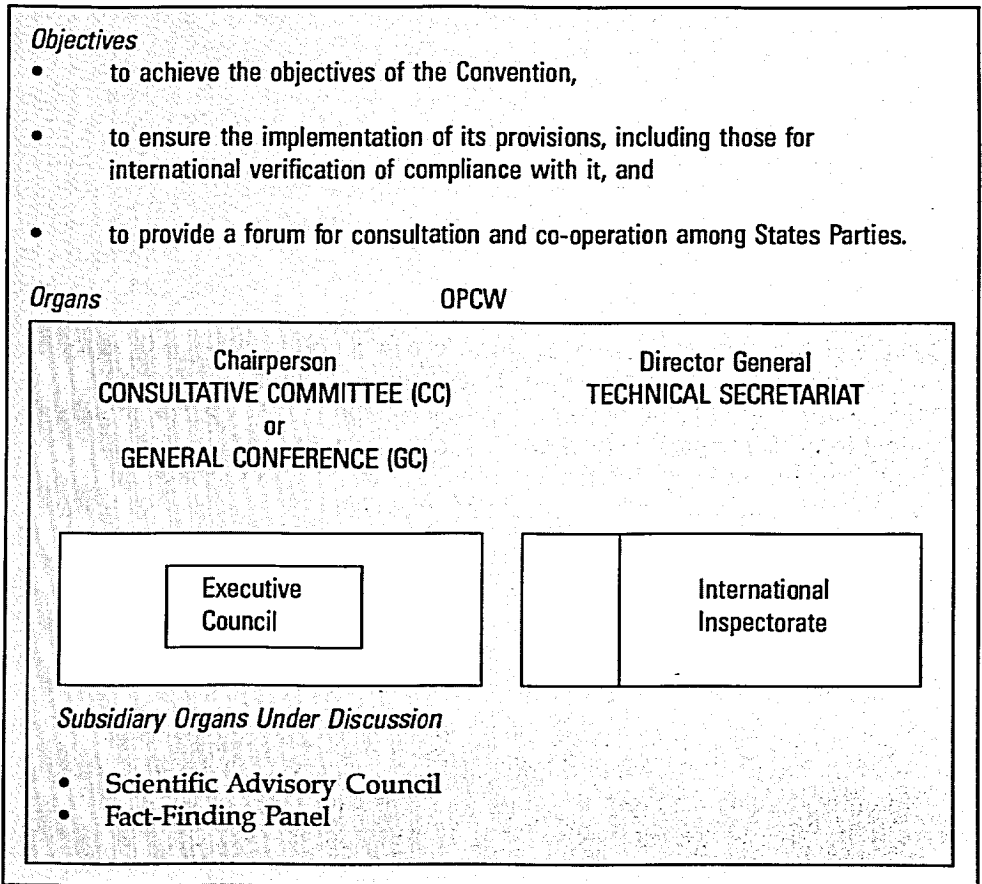 Objectives
• to achieve the objectives of the Convention,
• to ensure the implementation of its provisions, including those for
international verification of compliance with it, and
• to provide a forum for consultation and co-operation among States Parties.
Organs OPCW
Chairperson
CONSULTATIVE COMMITTEE (CC)
or
GENERAL CONFERENCE (GC)
Director General
TECHNICAL SECRETARIAT
Executive
Council
International
Inspectorate
Subsidiary Organs Under Discussion
• Scientific Advisory Council
• Fact-Finding Panel